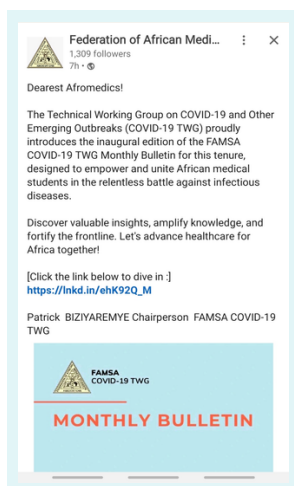 Federation of African Medi...
1,309 followers
7h •
Dearest Afromedics!
The Technical Working Group on COVID-19 and Other
Emerging Outbreaks (COVID-19 TWG) proudly
introduces the inaugural edition of the FAMSA
COVID-19 TWG Monthly Bulletin for this tenure,
designed to empower and unite African medical
students in the relentless battle against infectious
diseases.
Discover valuable insights, amplify knowledge, and
fortify the frontline. Let's advance healthcare for
Africa together!
[Click the link below to dive in :]
https://lnkd.in/ehK92Q_M
Patrick BIZIYAREMYE Chairperson FAMSA COVID-19
TWG
FAMSA
COVID-19 TWG
MONTHLY BULLETIN